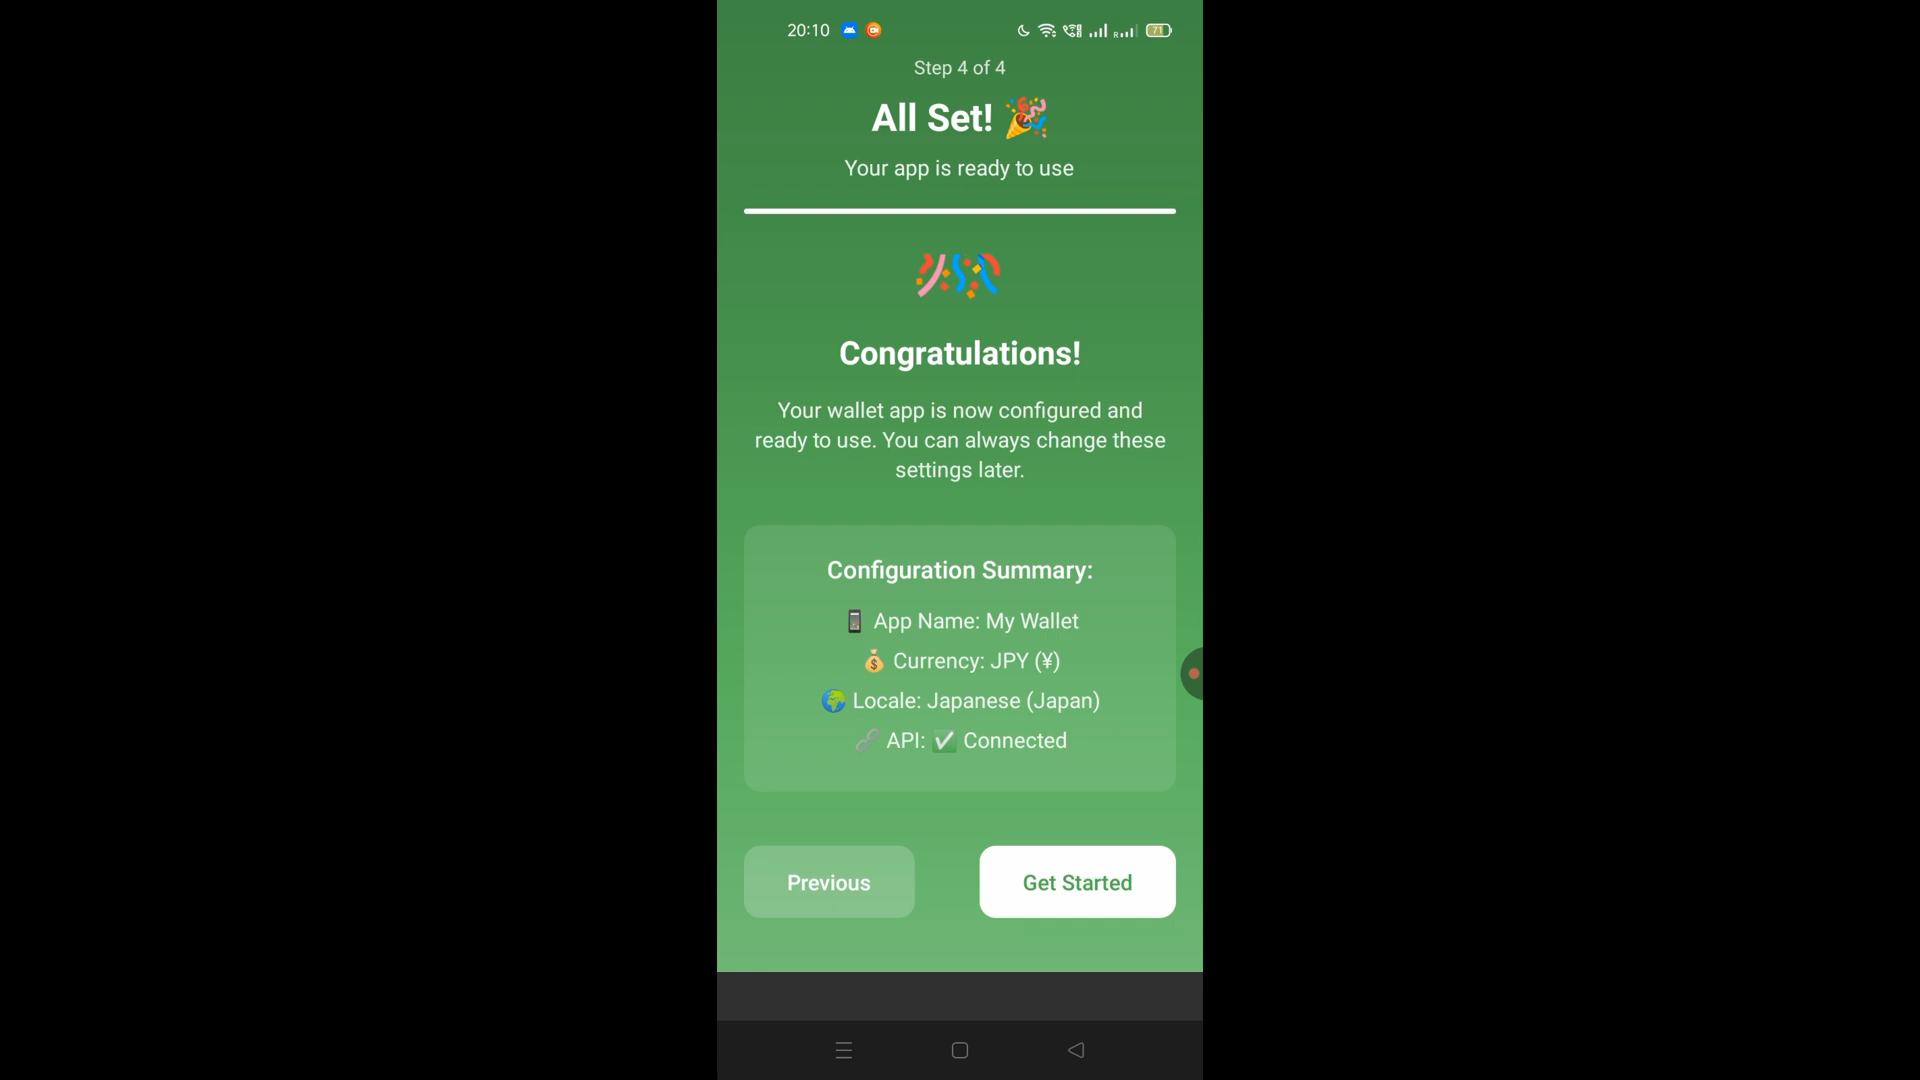 20:10
R
71
Step 4 of 4
All Set! 🎉
Your app is ready to use
Congratulations!
Your wallet app is now configured and
ready to use. You can always change these
settings later.
Configuration Summary:
📱 App Name: My Wallet
💰 Currency: JPY (¥)
🌍 Locale: Japanese (Japan)
🔗 API: ✅ Connected
Previous
Get Started